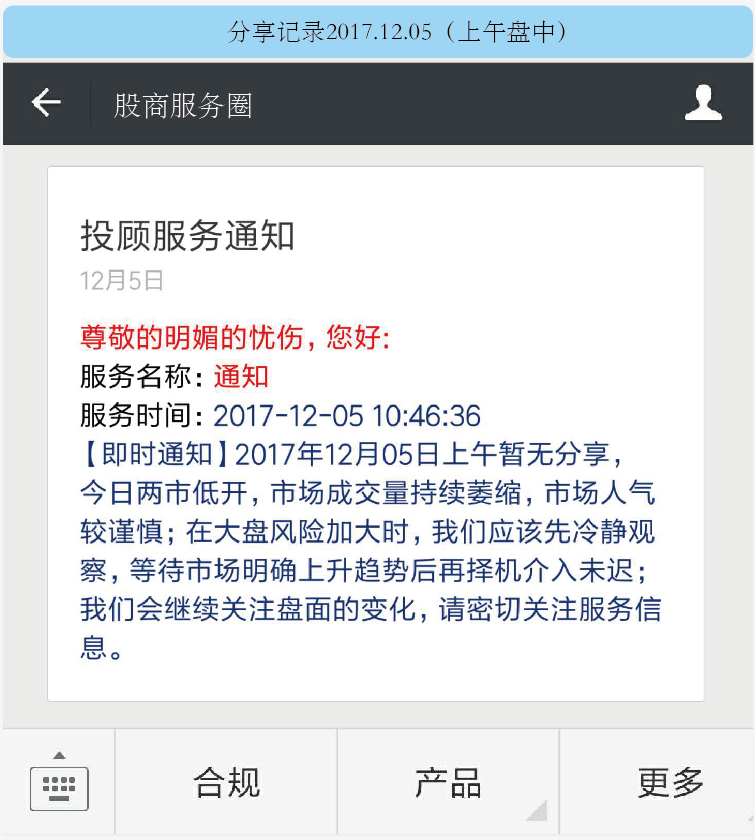 分享记录2017.12.05（上午盘中）
股商服务圈
投顾服务通知
12月5日
尊敬的明媚的忧伤，您好:
服务名称：通知
服务时间：2017-12-05 10:46:36
【即时通知】2017年12月05日上午暂无分享，
今日两市低开，市场成交量持续萎缩，市场人气
较谨慎；在大盘风险加大时，我们应该先冷静观
察，等待市场明确上升趋势后再择机介入未迟；
我们会继续关注盘面的变化，请密切关注服务信
息。
合规
产品
更多